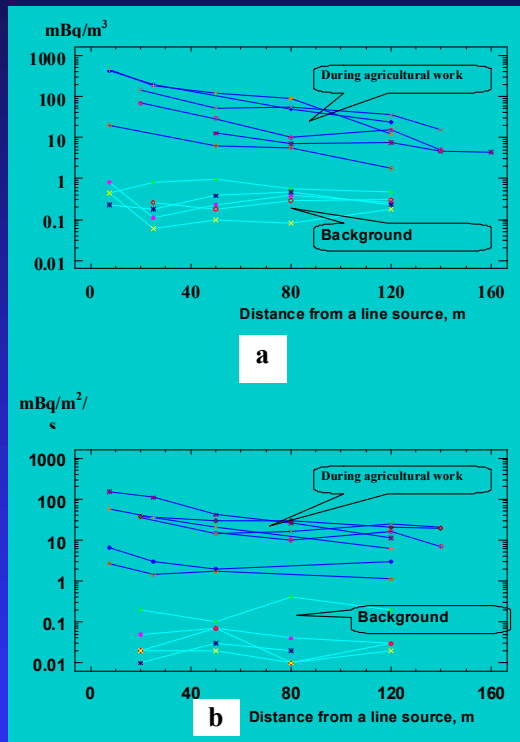 mBq/m³
1000
100
10
1
0.1
0.01
During agricultural work
Background
0 40 80 120 160
Distance from a line source, m
a
mBq/m²/
s
1000
100
10
1
0.1
0.01
During agricultural work
Background
0 40 80 120 160
b
Distance from a line source, m